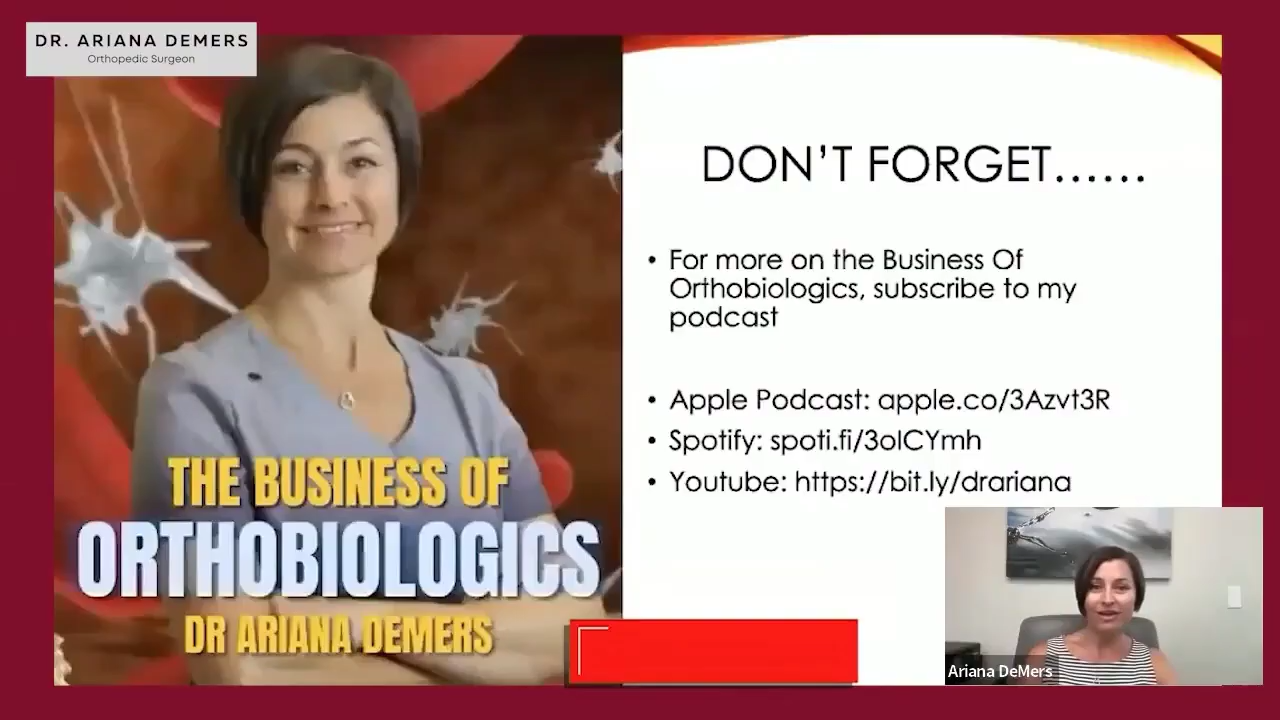 DR. ARIANA DEMERS
Orthopedic Surgeon
THE BUSINESS OF
ORTHOBIOLOGICS
DR ARIANA DEMERS
DON'T FORGET......
• For more on the Business Of
Orthobiologics, subscribe to my
podcast
• Apple Podcast: apple.co/3Azvt3R
• Spotify: spoti.fi/3oICYmh
• Youtube: https://bit.ly/drariana
Ariana DeMers